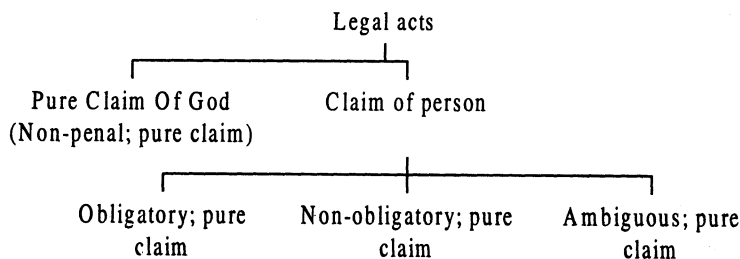 Legal acts
Pure Claim Of God
(Non-penal; pure claim)
Claim of person
Obligatory; pure
claim
Non-obligatory; pure
claim
Ambiguous; pure
claim